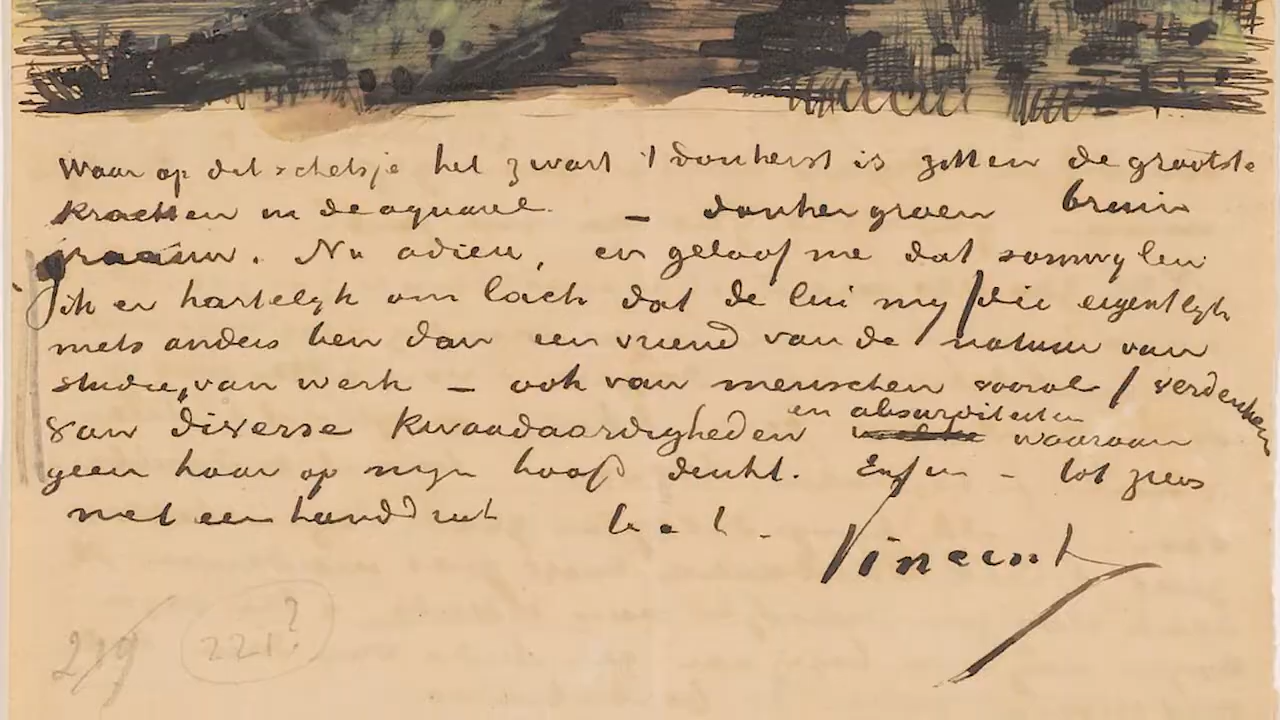 Waar op dat schetsje het zwart 't donkerst is zitten de grootste
krachten in de aquarel – donkergroen bruin
graauw. Nu adieu, en geloof me dat somwylen
ik er hartelyk om lach dat de lui my /die eigentlyk
niets anders ben dan een vriend van de natuur van
studie, van werk – ook van menschen vooral/ verdenken
van diverse kwaadaardigheden en absurditeiten waaraan
geen haar op myn hoofd denkt. Enfin – tot ziens
met een handdruk t. à t.
Vincent
219 221?